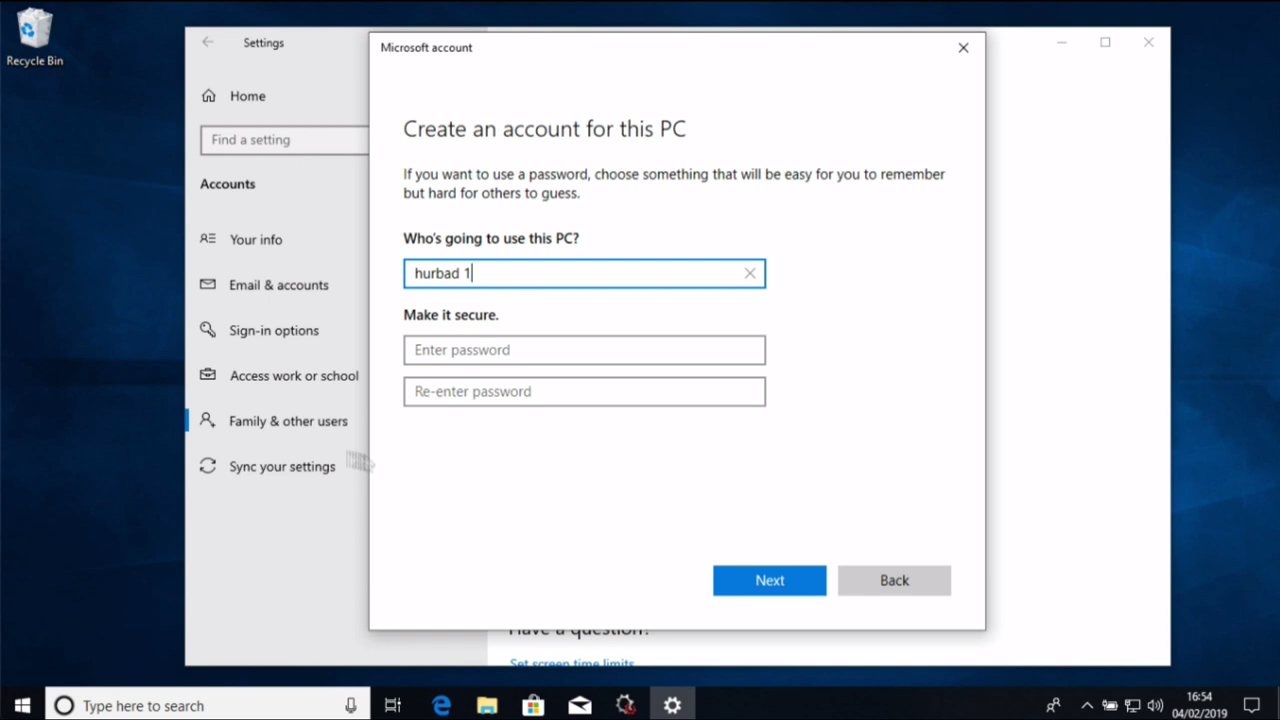 Recycle Bin
Settings
Home
Find a setting
Accounts
Your info
Email & accounts
Sign-in options
Access work or school
Family & other users
Sync your settings
Microsoft account
Create an account for this PC
If you want to use a password, choose something that will be easy for you to remember
but hard for others to guess.
Who's going to use this PC?
hurbad 1
Make it secure.
Enter password
Re-enter password
Next
Back
Have a question?
Set screen time limits
Type here to search
16:54
04/02/2019